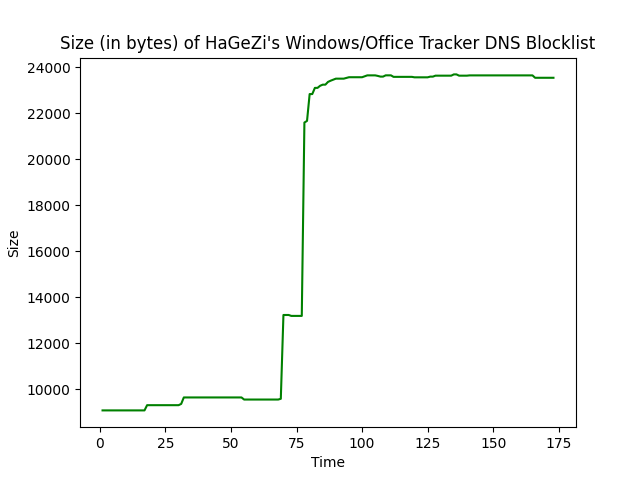 Size (in bytes) of HaGeZi's Windows/Office Tracker DNS Blocklist
24000
22000
20000
18000
16000
14000
12000
10000
Size
0 25 50 75 100 125 150 175
Time